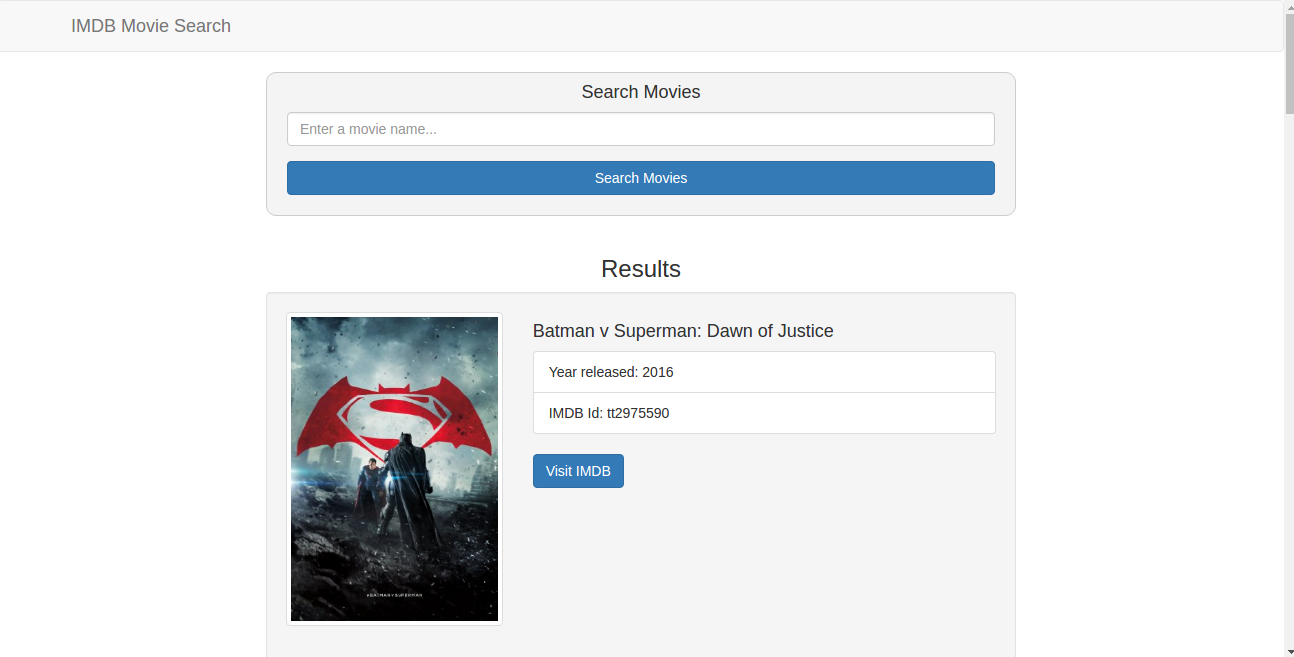 IMDB Movie Search
Search Movies
Enter a movie name...
Search Movies
Results
Batman v Superman: Dawn of Justice
Year released: 2016
IMDB Id: tt2975590
Visit IMDB
#BATMANVSUPERMAN